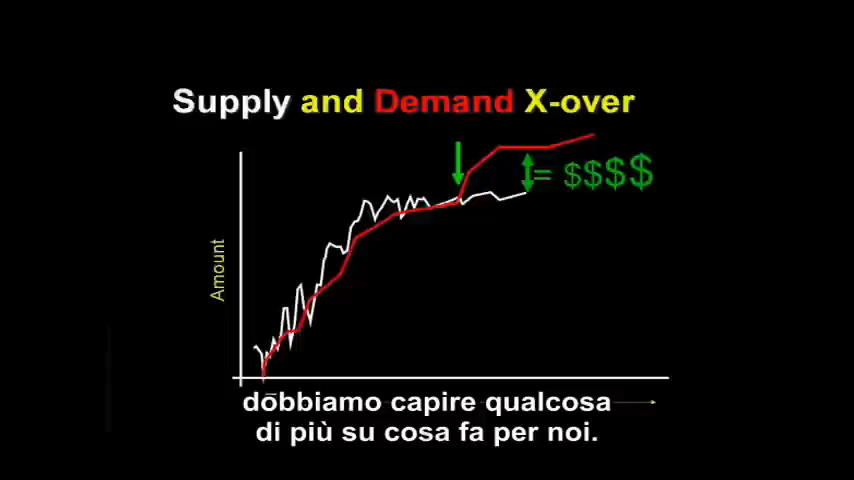 Supply and Demand X-over
= $$$$
Amount
dobbiamo capire qualcosa
di più su cosa fa per noi.